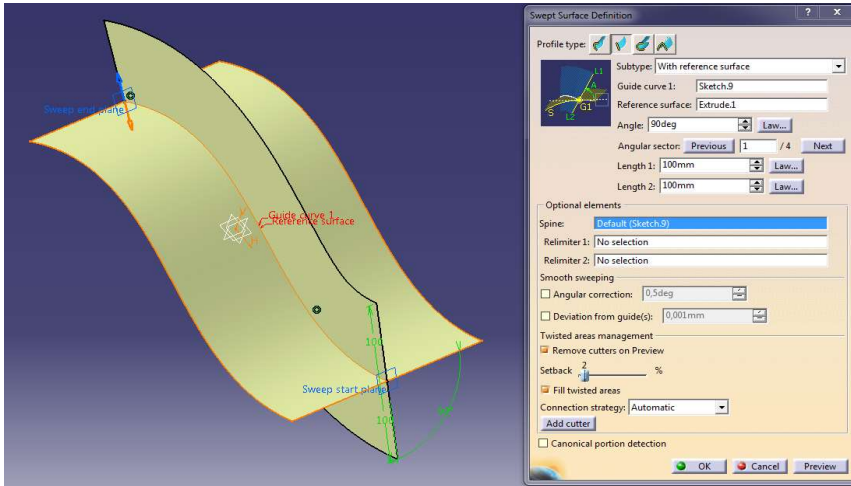 Sweep end plane
Guide curve 1
Reference surface
100
Sweep start plane
100
Swept Surface Definition
? X
Profile type:
Subtype: With reference surface
Guide curve 1: Sketch.9
Reference surface: Extrude.1
Angle: 90deg Law...
Angular sector: Previous 1 / 4 Next
Length 1: 100mm Law...
Length 2: 100mm Law...
L1
A
S
G1
L2
Optional elements
Spine: Default (Sketch.9)
Relimiter 1: No selection
Relimiter 2: No selection
Smooth sweeping
Angular correction: 0,5deg
Deviation from guide(s): 0,001mm
Twisted areas management
Remove cutters on Preview
Setback 2 %
Fill twisted areas
Connection strategy: Automatic
Add cutter
Canonical portion detection
OK Cancel Preview